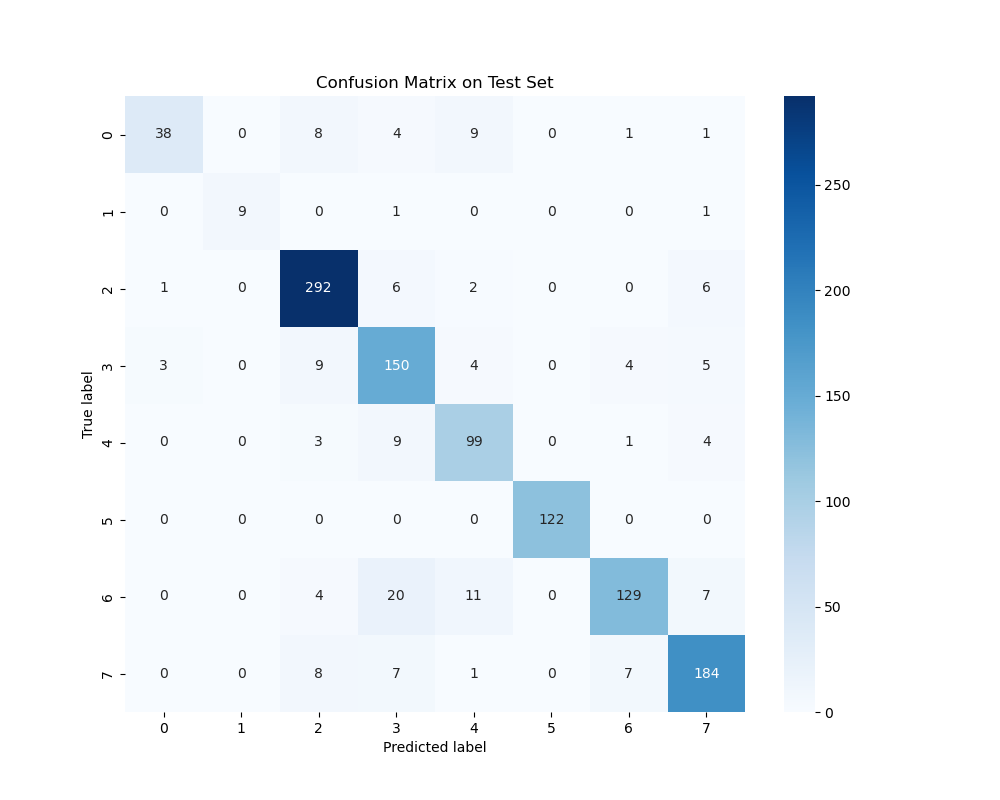 Confusion Matrix on Test Set
0 38 0 8 4 9 0 1 1
1 0 9 0 1 0 0 0 1
2 1 0 292 6 2 0 0 6
3 3 0 9 150 4 0 4 5
4 0 0 3 9 99 0 1 4
5 0 0 0 0 0 122 0 0
6 0 0 4 20 11 0 129 7
7 0 0 8 7 1 0 7 184
0 1 2 3 4 5 6 7
Predicted label
True label
250
200
150
100
50
0